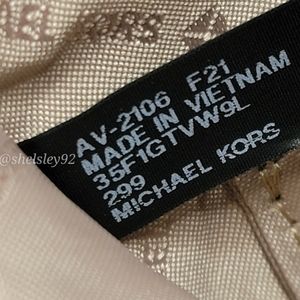 AV-2106 F21
MADE IN VIETNAM
35F1GTVW9L
299
MICHAEL KORS
@shelsley92